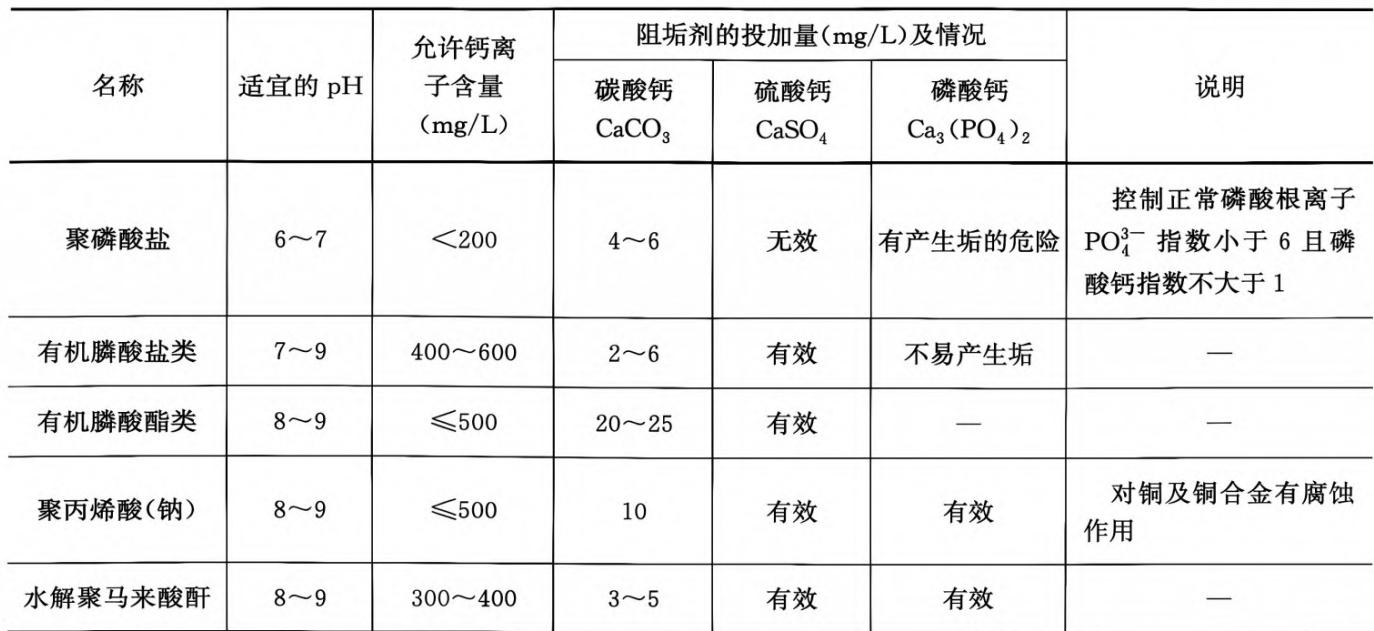 名称 适宜的 pH 允许钙离子含量(mg/L) 阻垢剂的投加量(mg/L)及情况 说明
碳酸钙 CaCO₃ 硫酸钙 CaSO₄ 磷酸钙 Ca₃(PO₄)₂
聚磷酸盐 6～7 <200 4～6 无效 有产生垢的危险 控制正常磷酸根离子 PO₄³⁻ 指数小于 6 且磷酸钙指数不大于 1
有机膦酸盐类 7～9 400～600 2～6 有效 不易产生垢 —
有机膦酸酯类 8～9 ≤500 20～25 有效 — —
聚丙烯酸(钠) 8～9 ≤500 10 有效 有效 对铜及铜合金有腐蚀作用
水解聚马来酸酐 8～9 300～400 3～5 有效 有效 —